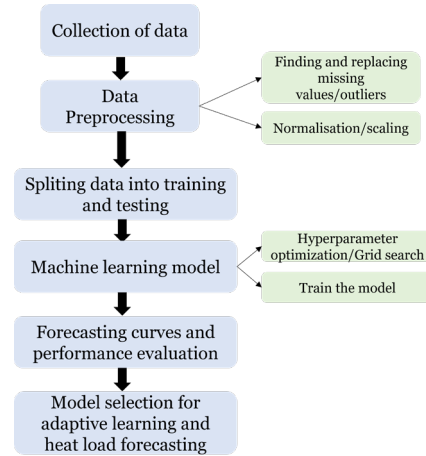 Collection of data
Data
Preprocessing
Finding and replacing
missing
values/outliers
Normalisation/scaling
Spliting data into training
and testing
Machine learning model
Hyperparameter
optimization/Grid search
Train the model
Forecasting curves and
performance evaluation
Model selection for
adaptive learning and
heat load forecasting